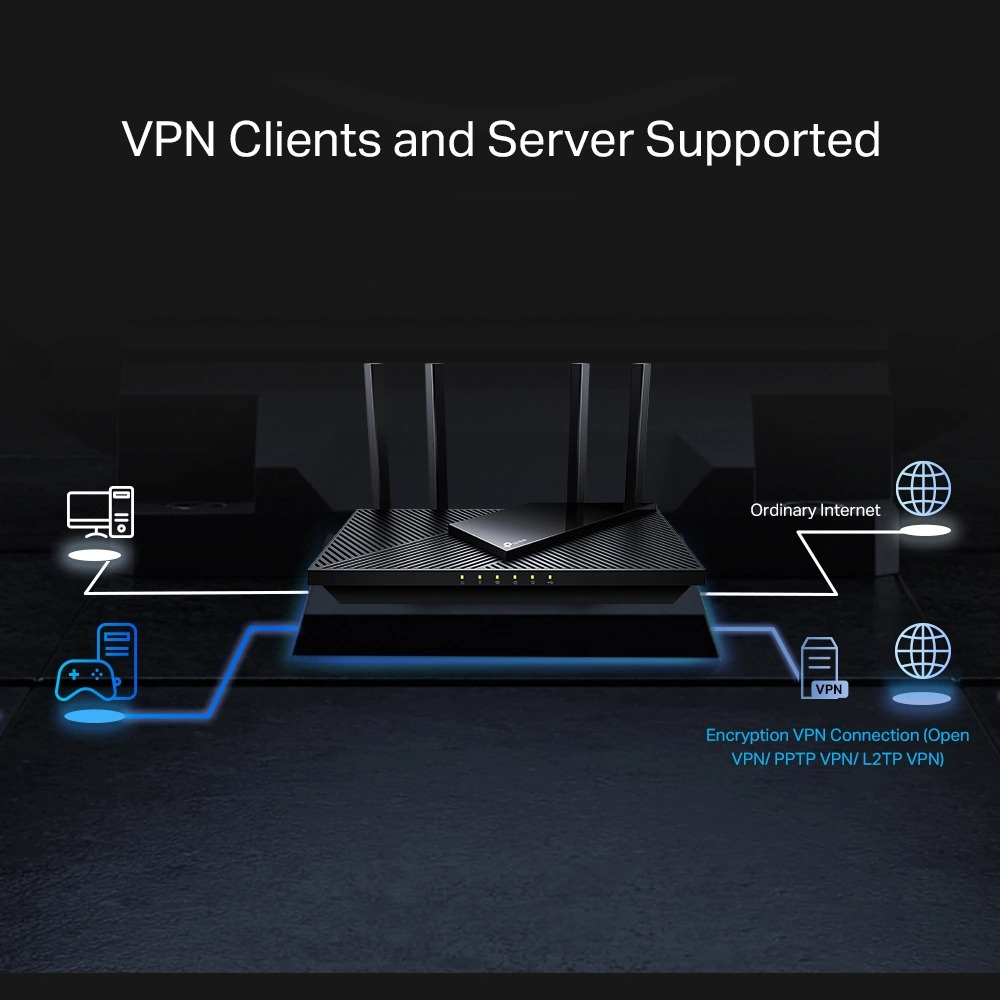 VPN Clients and Server Supported
Ordinary Internet
VPN
Encryption VPN Connection (Open
VPN/ PPTP VPN/ L2TP VPN)